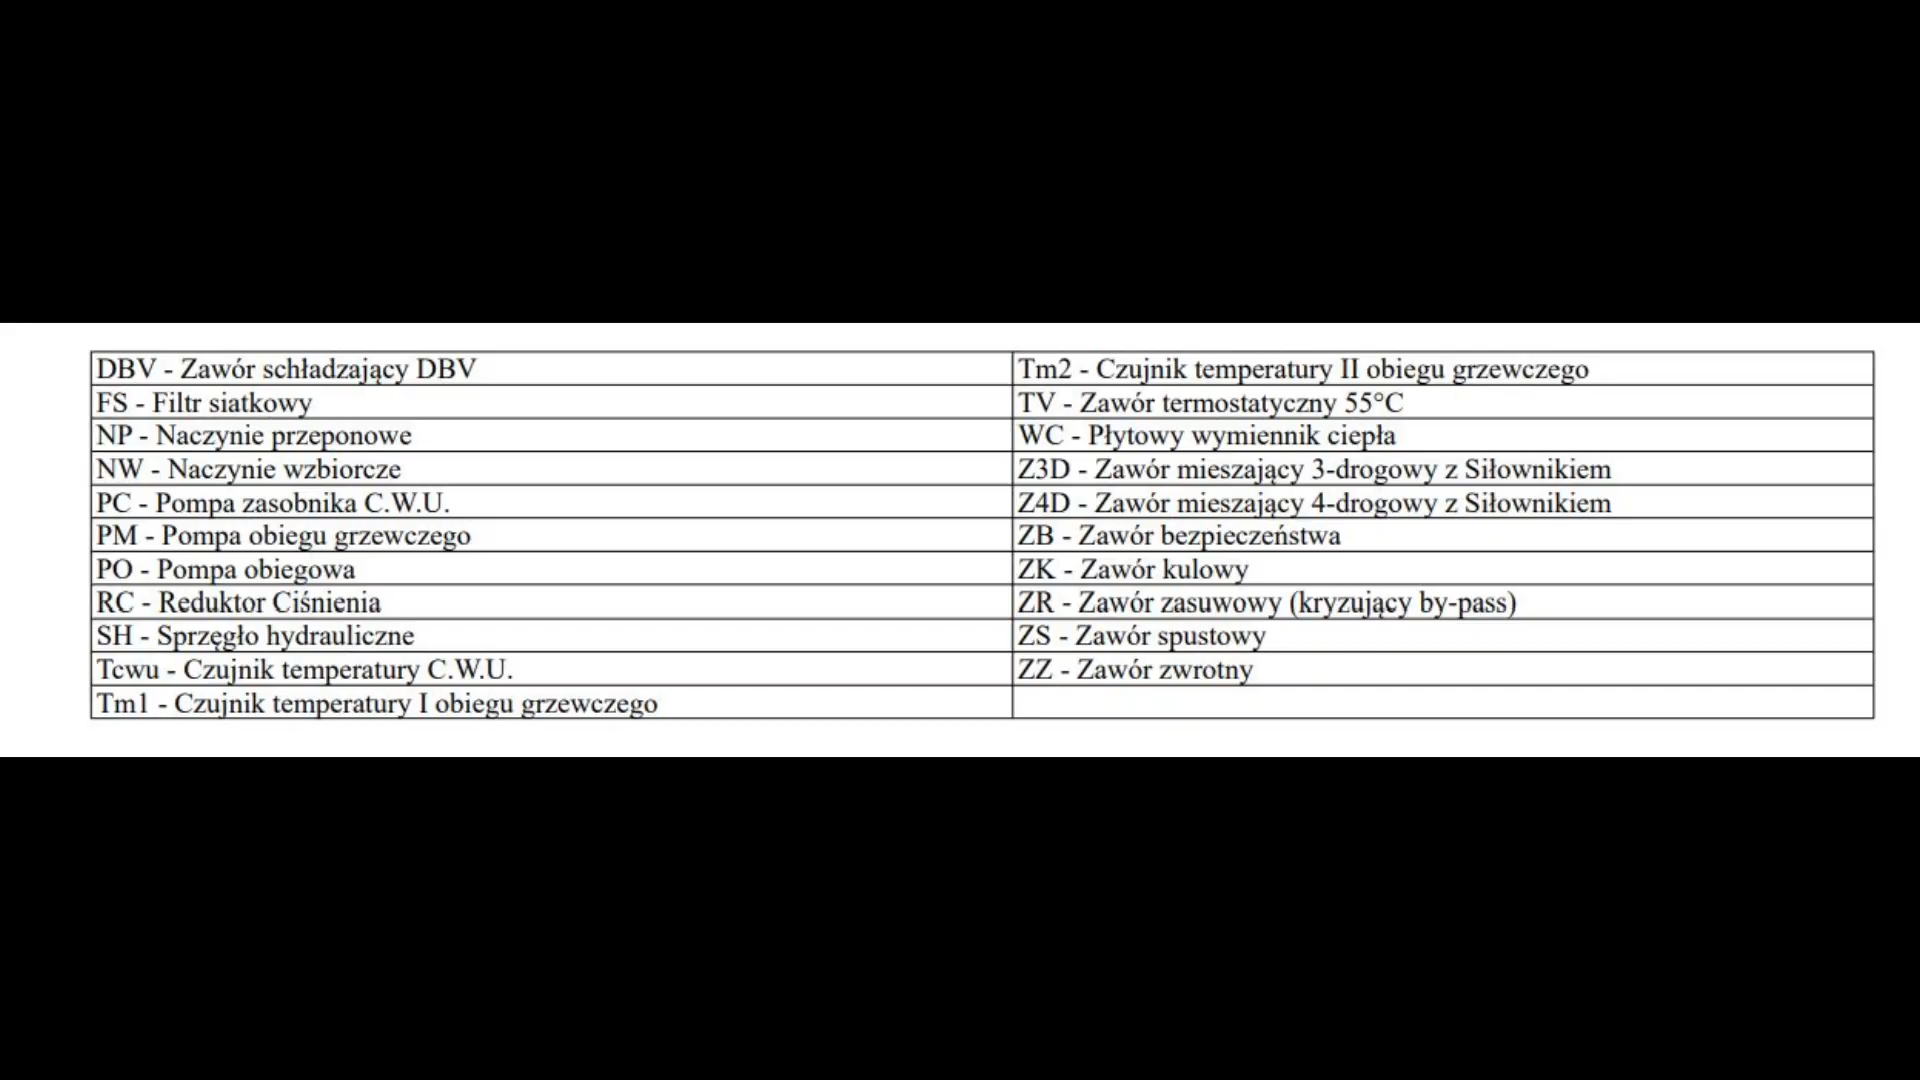 DBV - Zawór schładzający DBV
FS - Filtr siatkowy
NP - Naczynie przeponowe
NW - Naczynie wzbiorcze
PC - Pompa zasobnika C.W.U.
PM - Pompa obiegu grzewczego
PO - Pompa obiegowa
RC - Reduktor Ciśnienia
SH - Sprzęgło hydrauliczne
Tcwu - Czujnik temperatury C.W.U.
Tm1 - Czujnik temperatury I obiegu grzewczego
Tm2 - Czujnik temperatury II obiegu grzewczego
TV - Zawór termostatyczny 55°C
WC - Płytowy wymiennik ciepła
Z3D - Zawór mieszający 3-drogowy z Siłownikiem
Z4D - Zawór mieszający 4-drogowy z Siłownikiem
ZB - Zawór bezpieczeństwa
ZK - Zawór kulowy
ZR - Zawór zasuwowy (kryzujący by-pass)
ZS - Zawór spustowy
ZZ - Zawór zwrotny